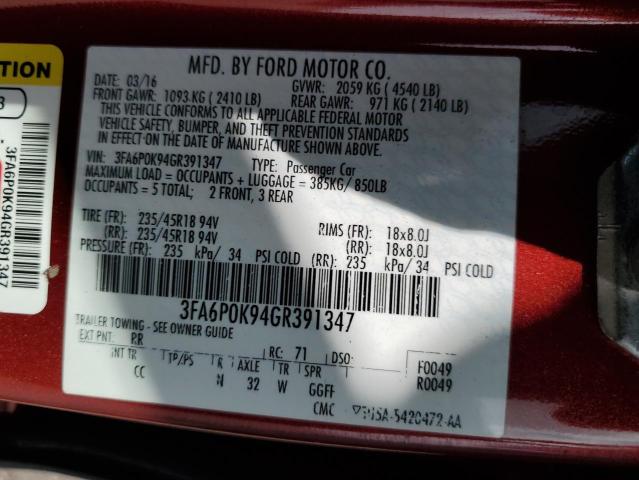 TION
3
3FA6P0K94GR391347
MFD. BY FORD MOTOR CO.
DATE: 03/16 GVWR: 2059 KG (4540 LB)
FRONT GAWR: 1093 KG (2410 LB) REAR GAWR: 971 KG (2140 LB)
THIS VEHICLE CONFORMS TO ALL APPLICABLE FEDERAL MOTOR
VEHICLE SAFETY, BUMPER, AND THEFT PREVENTION STANDARDS
IN EFFECT ON THE DATE OF MANUFACTURE SHOWN ABOVE.
VIN: 3FA6P0K94GR391347 TYPE: Passenger Car
MAXIMUM LOAD = OCCUPANTS + LUGGAGE = 385KG/ 850LB
OCCUPANTS = 5 TOTAL; 2 FRONT, 3 REAR
TIRE (FR): 235/45R18 94V RIMS (FR): 18x8.0J
(RR): 235/45R18 94V (RR): 18x8.0J
PRESSURE (FR): 235 kPa/ 34 PSI COLD (RR): 235 kPa/ 34 PSI COLD
3FA6P0K94GR391347
TRAILER TOWING - SEE OWNER GUIDE
EXT PNT: RR RC: 71 DSO: F0049
INT TR TP/PS R AXLE TR SPR R0049
CC N 32 W GGFF
CMC 5420472-AA